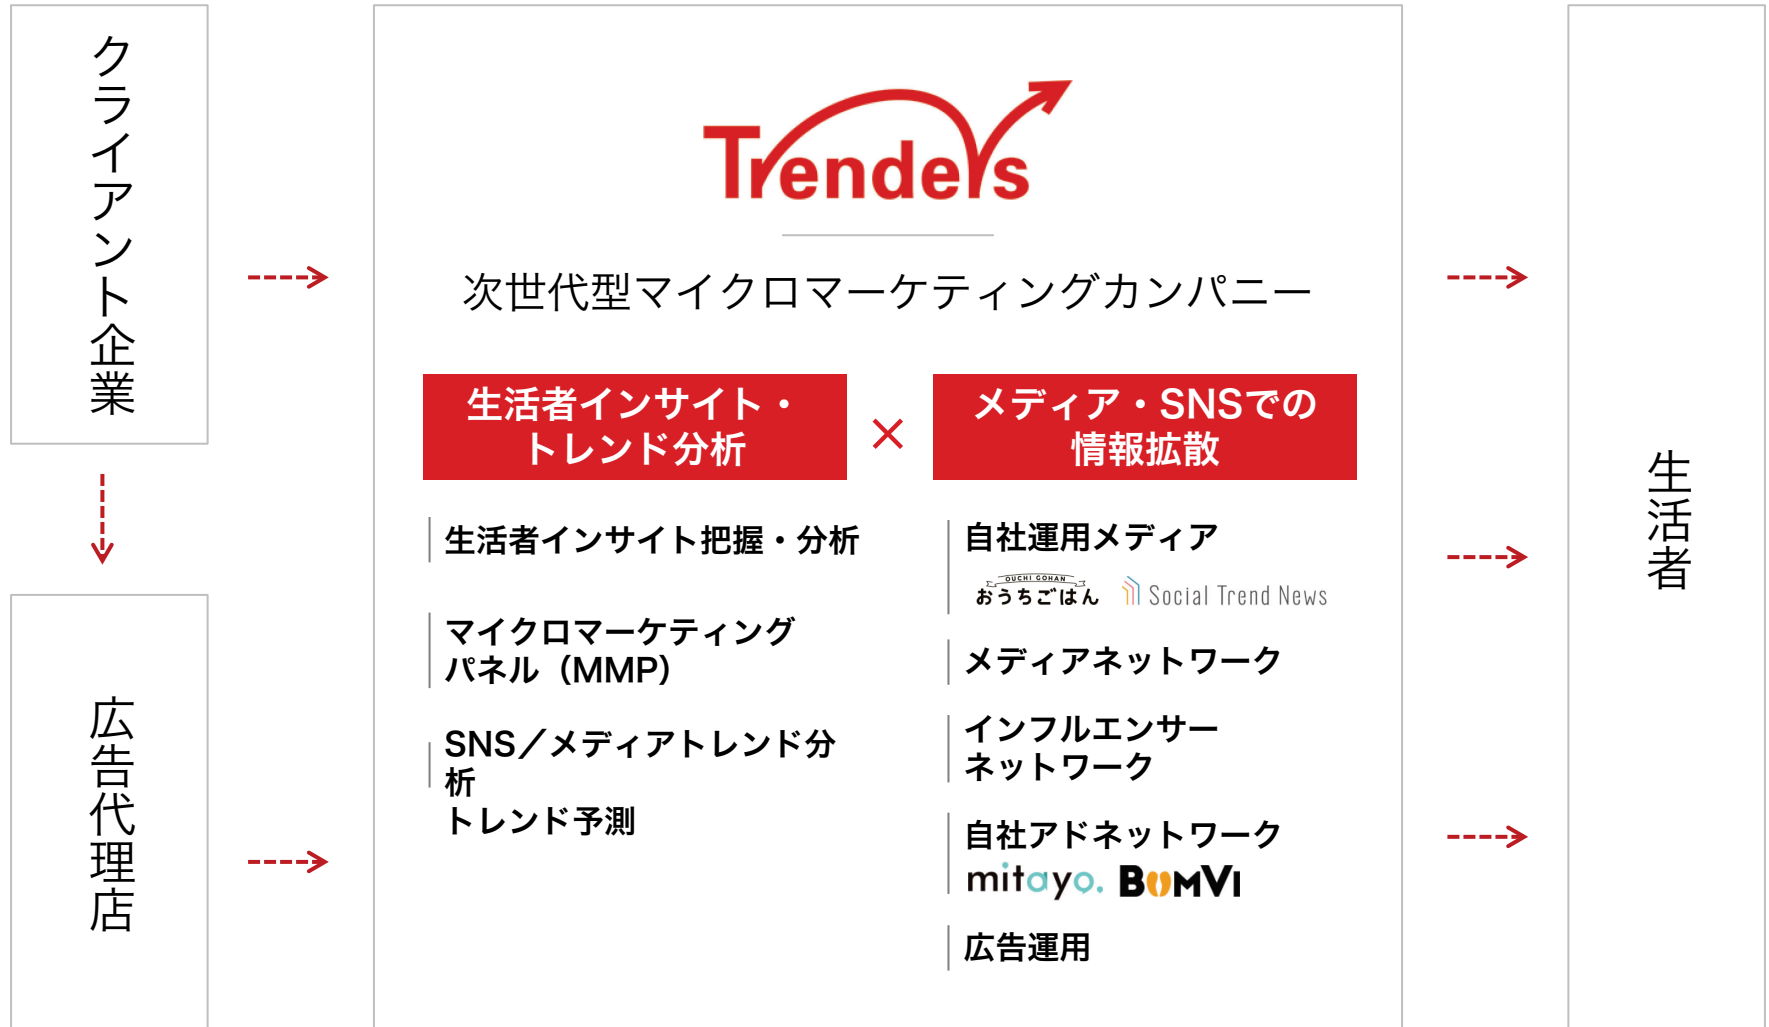 クライアント企業
広告代理店
Trenders
次世代型マイクロマーケティングカンパニー
生活者インサイト・
トレンド分析
×
メディア・SNSでの
情報拡散
生活者インサイト把握・分析
マイクロマーケティング
パネル（MMP）
SNS／メディアトレンド分
析
トレンド予測
自社運用メディア
OUCHI GOHAN
おうちごはん
Social Trend News
メディアネットワーク
インフルエンサー
ネットワーク
自社アドネットワーク
mitayo. BOMVI
広告運用
生活者